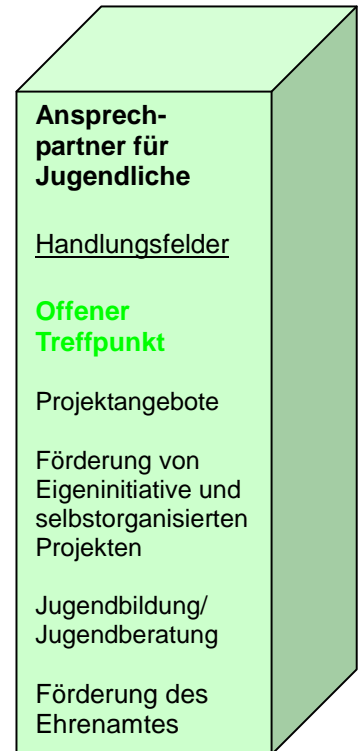 Ansprech-
partner für
Jugendliche
Handlungsfelder
Offener
Treffpunkt
Projektangebote
Förderung von
Eigeninitiative und
selbstorganisierten
Projekten
Jugendbildung/
Jugendberatung
Förderung des
Ehrenamtes